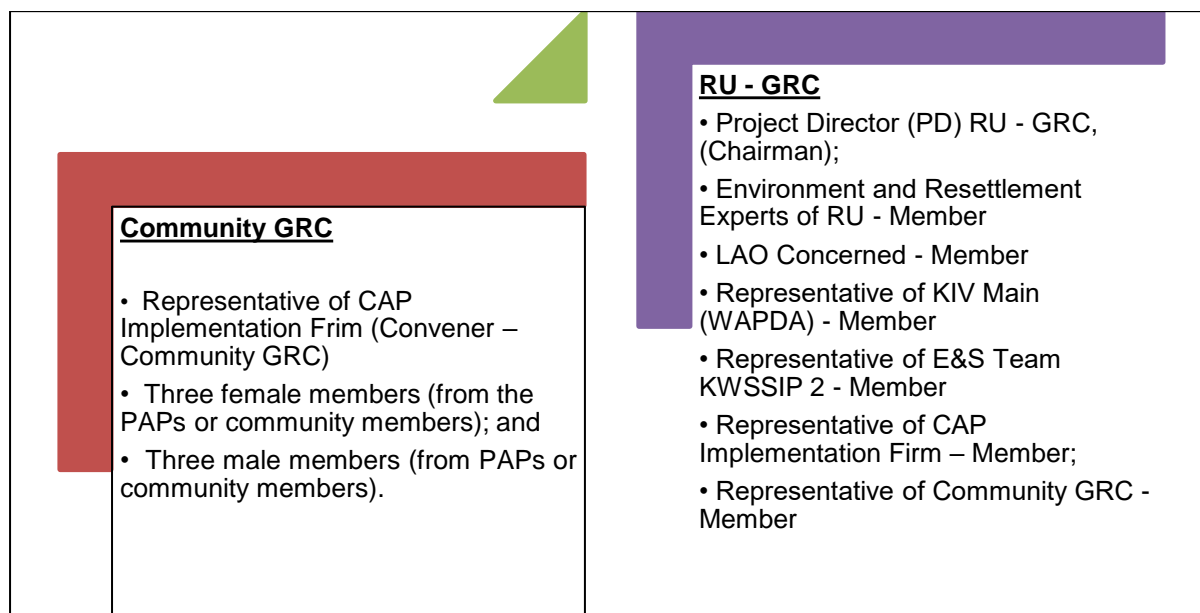 Community GRC
• Representative of CAP
Implementation Frim (Convener –
Community GRC)
• Three female members (from the
PAPs or community members); and
• Three male members (from PAPs or
community members).
RU - GRC
• Project Director (PD) RU - GRC,
(Chairman);
• Environment and Resettlement
Experts of RU - Member
• LAO Concerned - Member
• Representative of KIV Main
(WAPDA) - Member
• Representative of E&S Team
KWSSIP 2 - Member
• Representative of CAP
Implementation Firm – Member;
• Representative of Community GRC -
Member